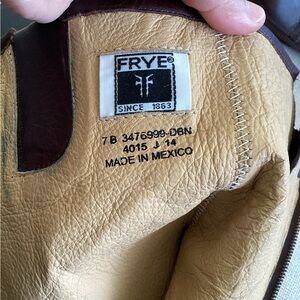 FRYE®
SINCE 1863
7 B 3476999-DBN
4015 J 14
MADE IN MEXICO